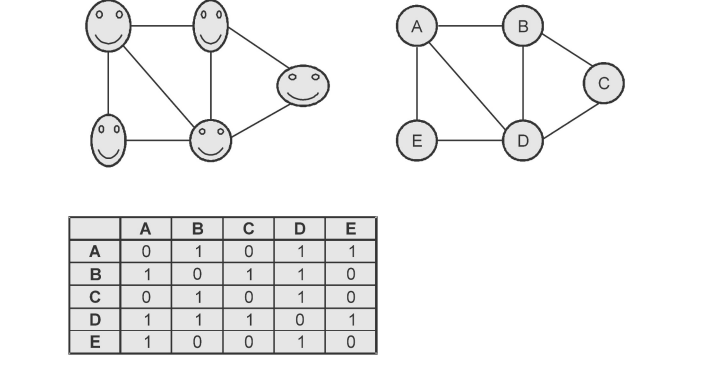 A B
C
E D
A B C D E
A 0 1 0 1 1
B 1 0 1 1 0
C 0 1 0 1 0
D 1 1 1 0 1
E 1 0 0 1 0